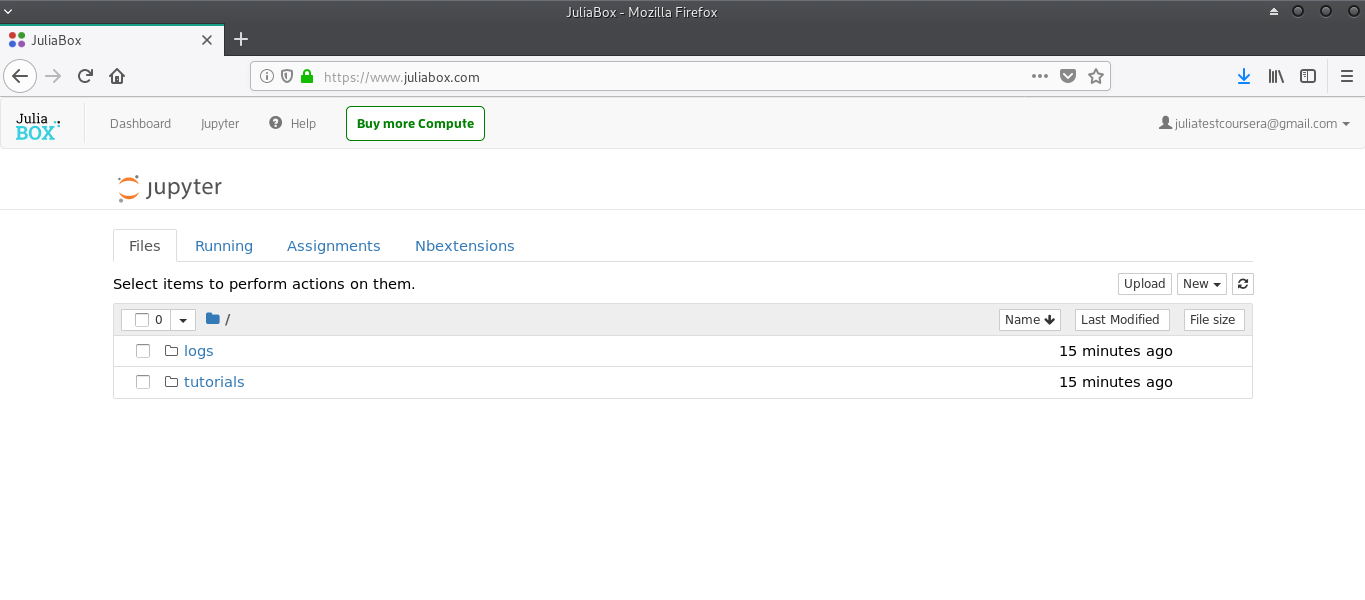 JuliaBox - Mozilla Firefox
JuliaBox
https://www.juliabox.com
Julia
BOX
Dashboard
Jupyter
Help
Buy more Compute
juliatestcoursera@gmail.com
jupyter
Files
Running
Assignments
Nbextensions
Select items to perform actions on them.
Upload
New
0
/
Name
Last Modified
File size
logs
15 minutes ago
tutorials
15 minutes ago